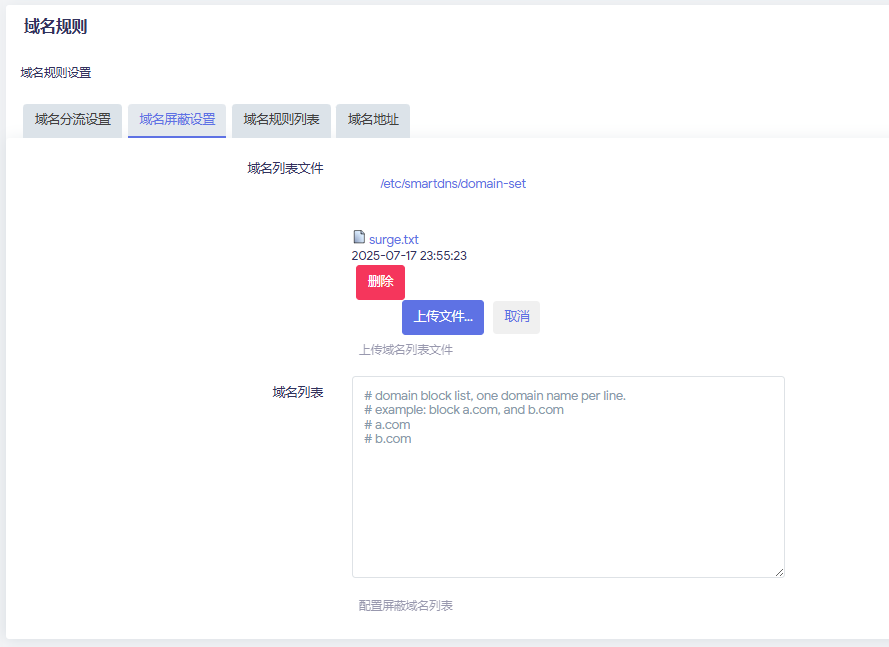 域名规则
域名规则设置
域名分流设置 域名屏蔽设置 域名规则列表 域名地址
域名列表文件
/etc/smartdns/domain-set
surge.txt
2025-07-17 23:55:23
删除
上传文件... 取消
上传域名列表文件
域名列表
# domain block list, one domain name per line.
# example: block a.com, and b.com
# a.com
# b.com
配置屏蔽域名列表